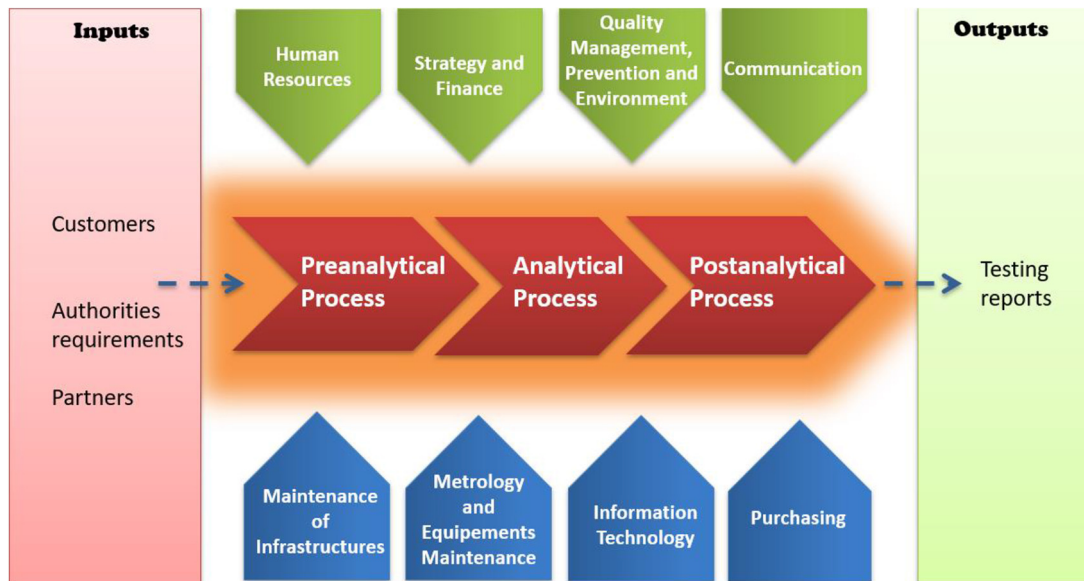 Inputs
Human
Resources
Strategy and
Finance
Quality
Management,
Prevention and
Environment
Communication
Outputs
Customers
Authorities
requirements
Partners
Preanalytical
Process
Analytical
Process
Postanalytical
Process
Testing
reports
Maintenance
of
Infrastructures
Metrology
and
Equipements
Maintenance
Information
Technology
Purchasing